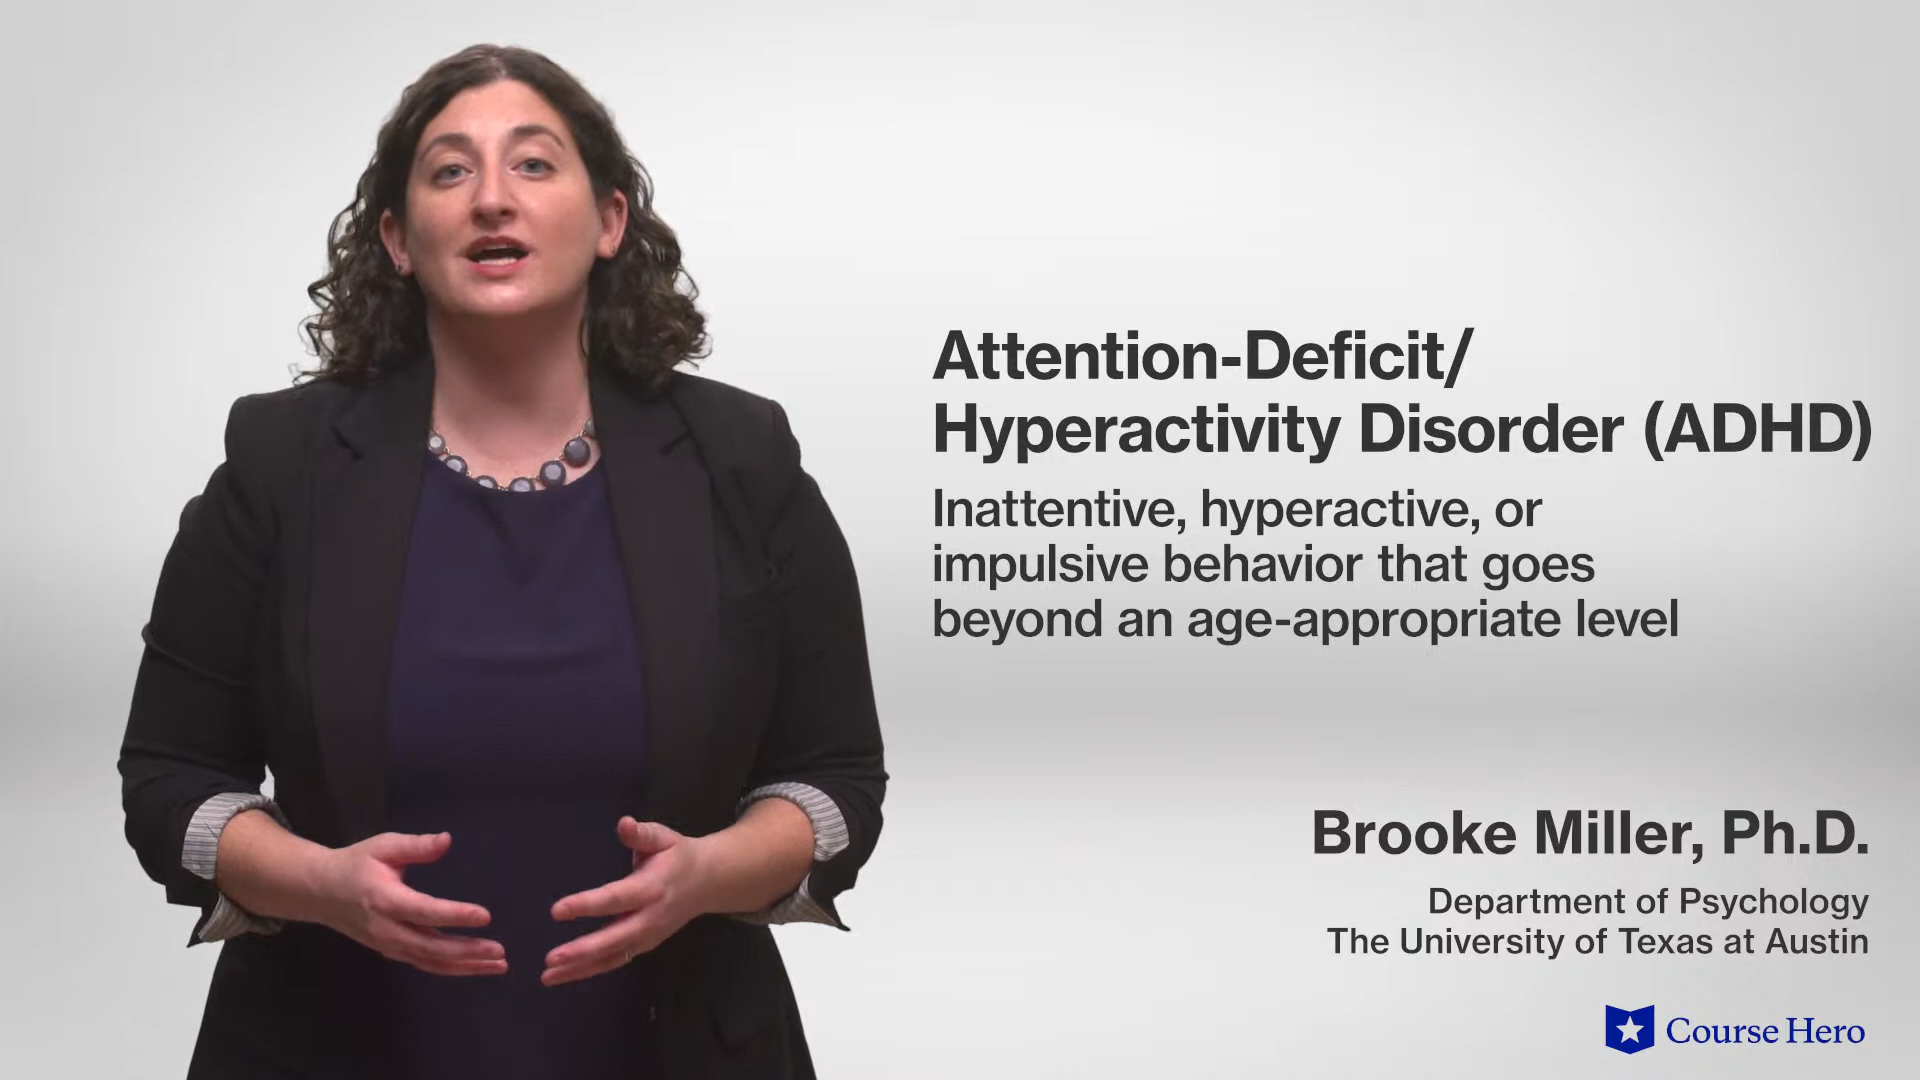 Attention-Deficit/
Hyperactivity Disorder (ADHD)
Inattentive, hyperactive, or
impulsive behavior that goes
beyond an age-appropriate level
Brooke Miller, Ph.D.
Department of Psychology
The University of Texas at Austin
Course Hero